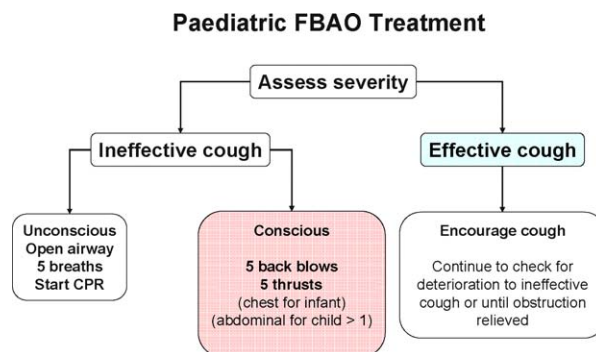 Paediatric FBAO Treatment
Assess severity
Ineffective cough
Effective cough
Unconscious
Open airway
5 breaths
Start CPR
Conscious
5 back blows
5 thrusts
(chest for infant)
(abdominal for child > 1)
Encourage cough
Continue to check for
deterioration to ineffective
cough or until obstruction
relieved